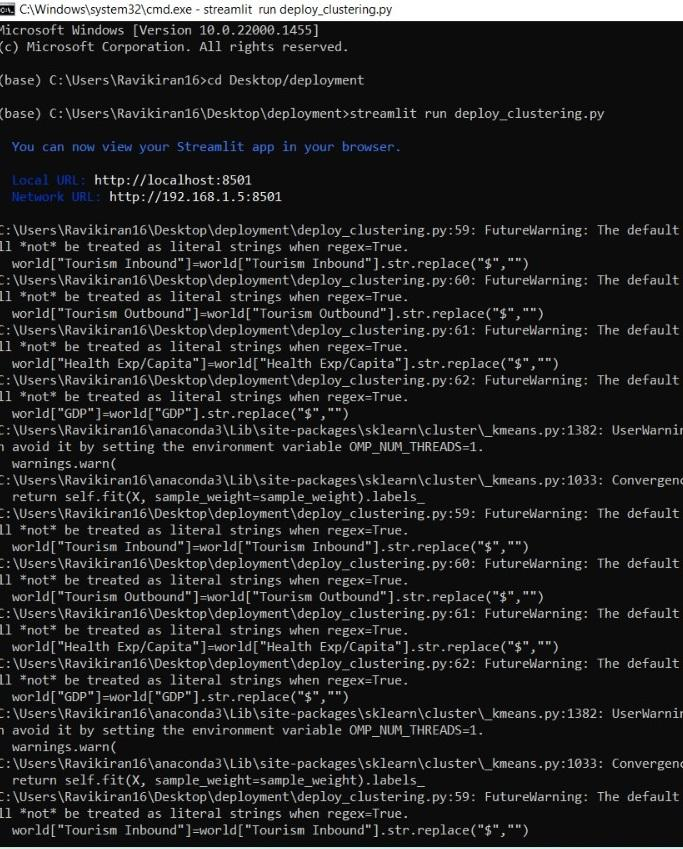 C:\Windows\system32\cmd.exe - streamlit run deploy_clustering.py
Microsoft Windows [Version 10.0.22000.1455]
(c) Microsoft Corporation. All rights reserved.
(base) C:\Users\Ravikiran16>cd Desktop/deployment
(base) C:\Users\Ravikiran16\Desktop\deployment>streamlit run deploy_clustering.py
You can now view your Streamlit app in your browser.
Local URL: http://localhost:8501
Network URL: http://192.168.1.5:8501
C:\Users\Ravikiran16\Desktop\deployment\deploy_clustering.py:59: FutureWarning: The default
ll *not* be treated as literal strings when regex=True.
world["Tourism Inbound"]=world["Tourism Inbound"].str.replace("$","")
C:\Users\Ravikiran16\Desktop\deployment\deploy_clustering.py:60: FutureWarning: The default
ll *not* be treated as literal strings when regex=True.
world["Tourism Outbound"]=world["Tourism Outbound"].str.replace("$","")
C:\Users\Ravikiran16\Desktop\deployment\deploy_clustering.py:61: FutureWarning: The default
ll *not* be treated as literal strings when regex=True.
world["Health Exp/Capita"]=world["Health Exp/Capita"].str.replace("$","")
C:\Users\Ravikiran16\Desktop\deployment\deploy_clustering.py:62: FutureWarning: The default
ll *not* be treated as literal strings when regex=True.
world["GDP"]=world["GDP"].str.replace("$","")
C:\Users\Ravikiran16\anaconda3\Lib\site-packages\sklearn\cluster\_kmeans.py:1382: UserWarnin
n avoid it by setting the environment variable OMP_NUM_THREADS=1.
warnings.warn(
C:\Users\Ravikiran16\anaconda3\Lib\site-packages\sklearn\cluster\_kmeans.py:1033: Convergenc
return self.fit(X, sample_weight=sample_weight).labels_
C:\Users\Ravikiran16\Desktop\deployment\deploy_clustering.py:59: FutureWarning: The default
ll *not* be treated as literal strings when regex=True.
world["Tourism Inbound"]=world["Tourism Inbound"].str.replace("$","")
C:\Users\Ravikiran16\Desktop\deployment\deploy_clustering.py:60: FutureWarning: The default
ll *not* be treated as literal strings when regex=True.
world["Tourism Outbound"]=world["Tourism Outbound"].str.replace("$","")
C:\Users\Ravikiran16\Desktop\deployment\deploy_clustering.py:61: FutureWarning: The default
ll *not* be treated as literal strings when regex=True.
world["Health Exp/Capita"]=world["Health Exp/Capita"].str.replace("$","")
C:\Users\Ravikiran16\Desktop\deployment\deploy_clustering.py:62: FutureWarning: The default
ll *not* be treated as literal strings when regex=True.
world["GDP"]=world["GDP"].str.replace("$","")
C:\Users\Ravikiran16\anaconda3\Lib\site-packages\sklearn\cluster\_kmeans.py:1382: UserWarnin
n avoid it by setting the environment variable OMP_NUM_THREADS=1.
warnings.warn(
C:\Users\Ravikiran16\anaconda3\Lib\site-packages\sklearn\cluster\_kmeans.py:1033: Convergenc
return self.fit(X, sample_weight=sample_weight).labels_
C:\Users\Ravikiran16\Desktop\deployment\deploy_clustering.py:59: FutureWarning: The default
ll *not* be treated as literal strings when regex=True.
world["Tourism Inbound"]=world["Tourism Inbound"].str.replace("$","")